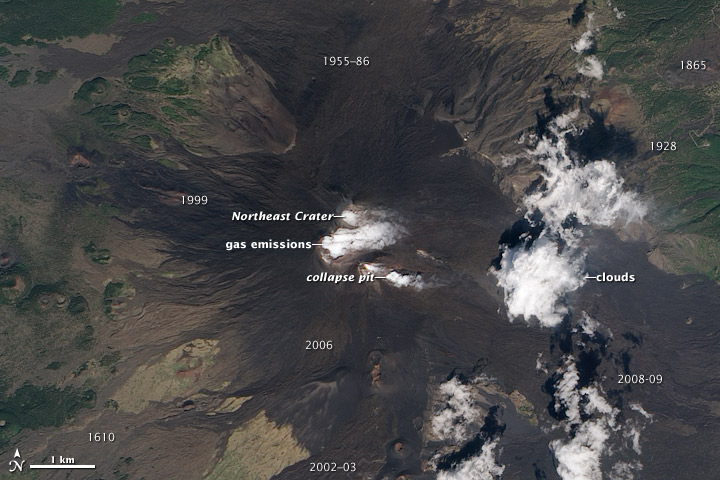 1955–86
1865
1928
1999
Northeast Crater
gas emissions
collapse pit
clouds
2006
2008-09
1610
N 1 km
2002–03